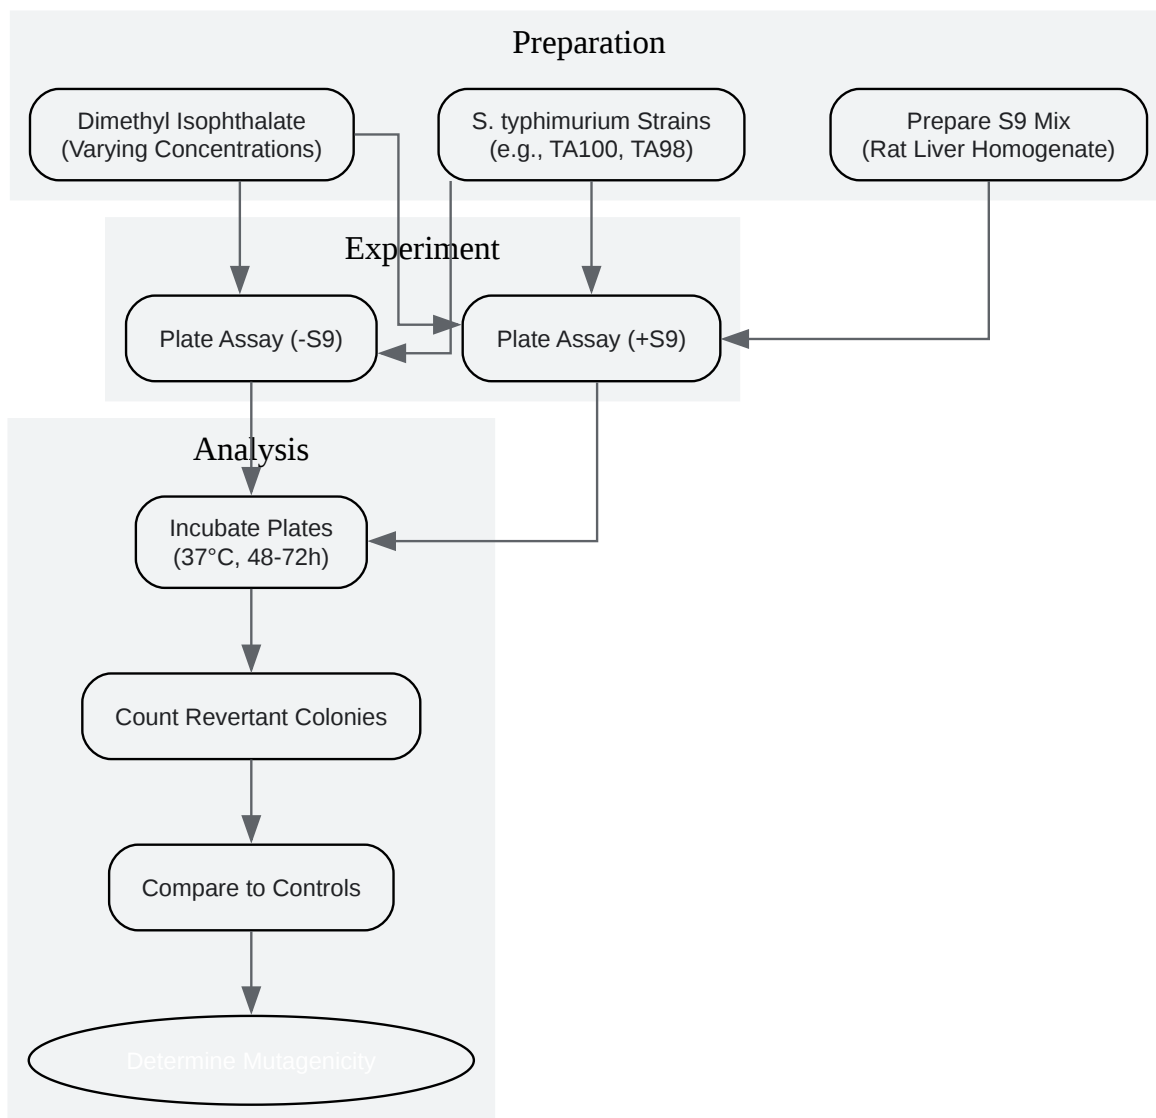 Preparation
Dimethyl Isophthalate
(Varying Concentrations)
S. typhimurium Strains
(e.g., TA100, TA98)
Prepare S9 Mix
(Rat Liver Homogenate)
Experiment
Plate Assay (-S9)
Plate Assay (+S9)
Analysis
Incubate Plates
(37°C, 48-72h)
Count Revertant Colonies
Compare to Controls
Determine Mutagenicity